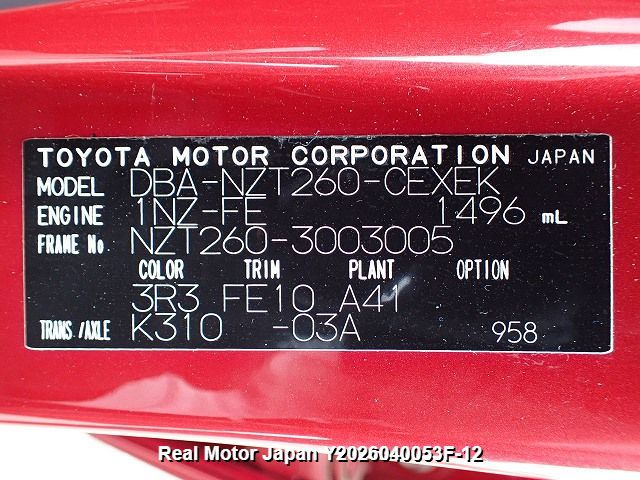 TOYOTA MOTOR CORPORATION JAPAN
MODEL DBA-NZT260-CEXEK
ENGINE 1NZ-FE 1496 mL
FRAME No NZT260-3003005
COLOR TRIM PLANT OPTION
3R3 FE10 A41
TRANS./AXLE K310 -03A 958
Real Motor Japan Y2026040053F-12